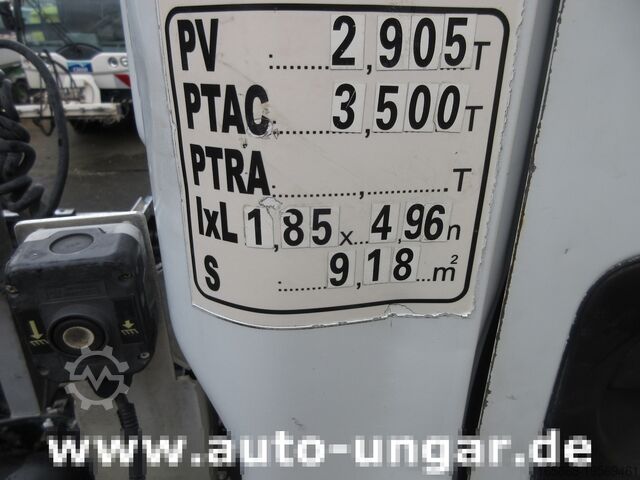 PV ........ 2,905 T
PTAC ........ 3,500 T
PTRA ............,............ T
lxL 1,85 x... 4,96 n
S ........ 9,18 ... m²
www.auto-ungar.de